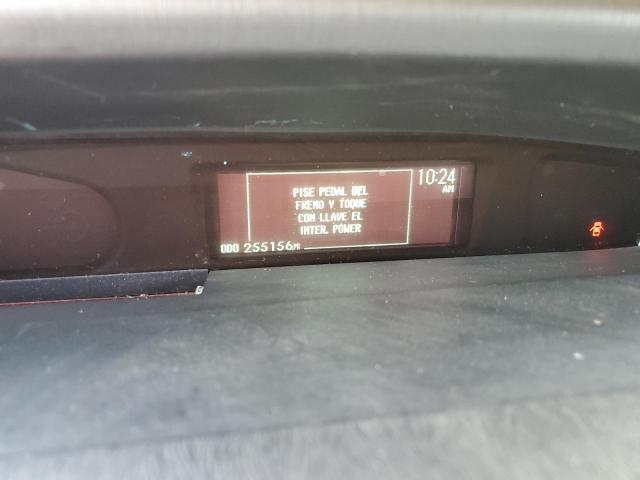 PISE PEDAL DEL
FRENO Y TOQUE
CON LLAVE EL
INTER. POWER
10:24
AM
ODO 255156MI